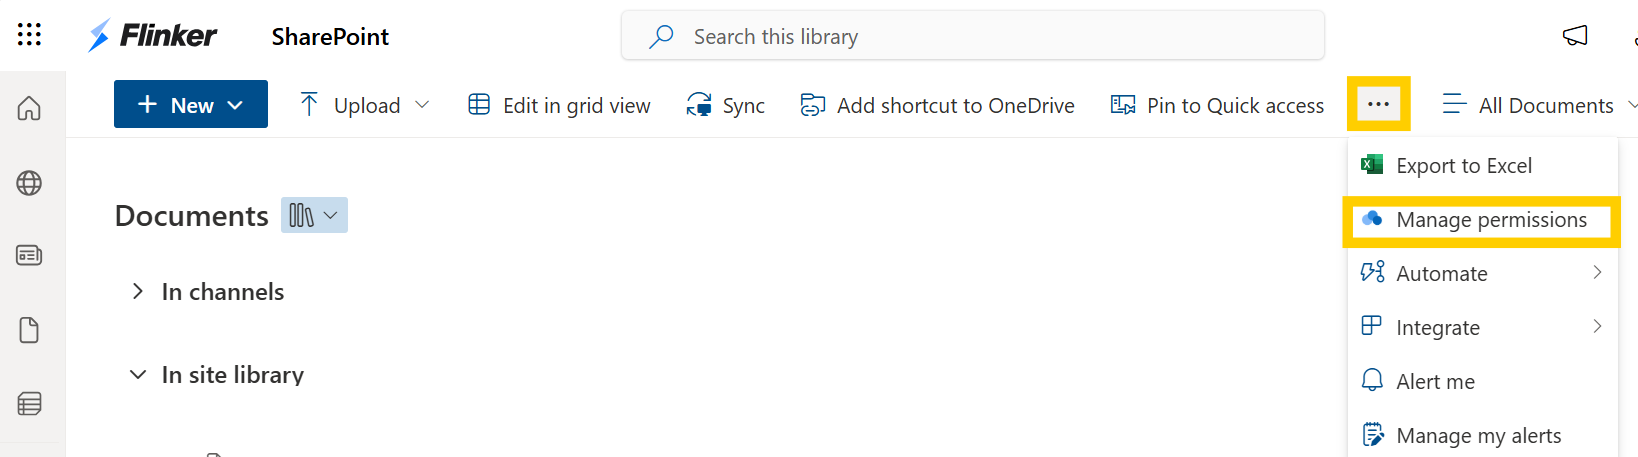 Flinker SharePoint Search this library
+ New Upload Edit in grid view Sync Add shortcut to OneDrive Pin to Quick access ... All Documents
Export to Excel
Documents
Manage permissions
Automate
In channels
Integrate
In site library
Alert me
Manage my alerts